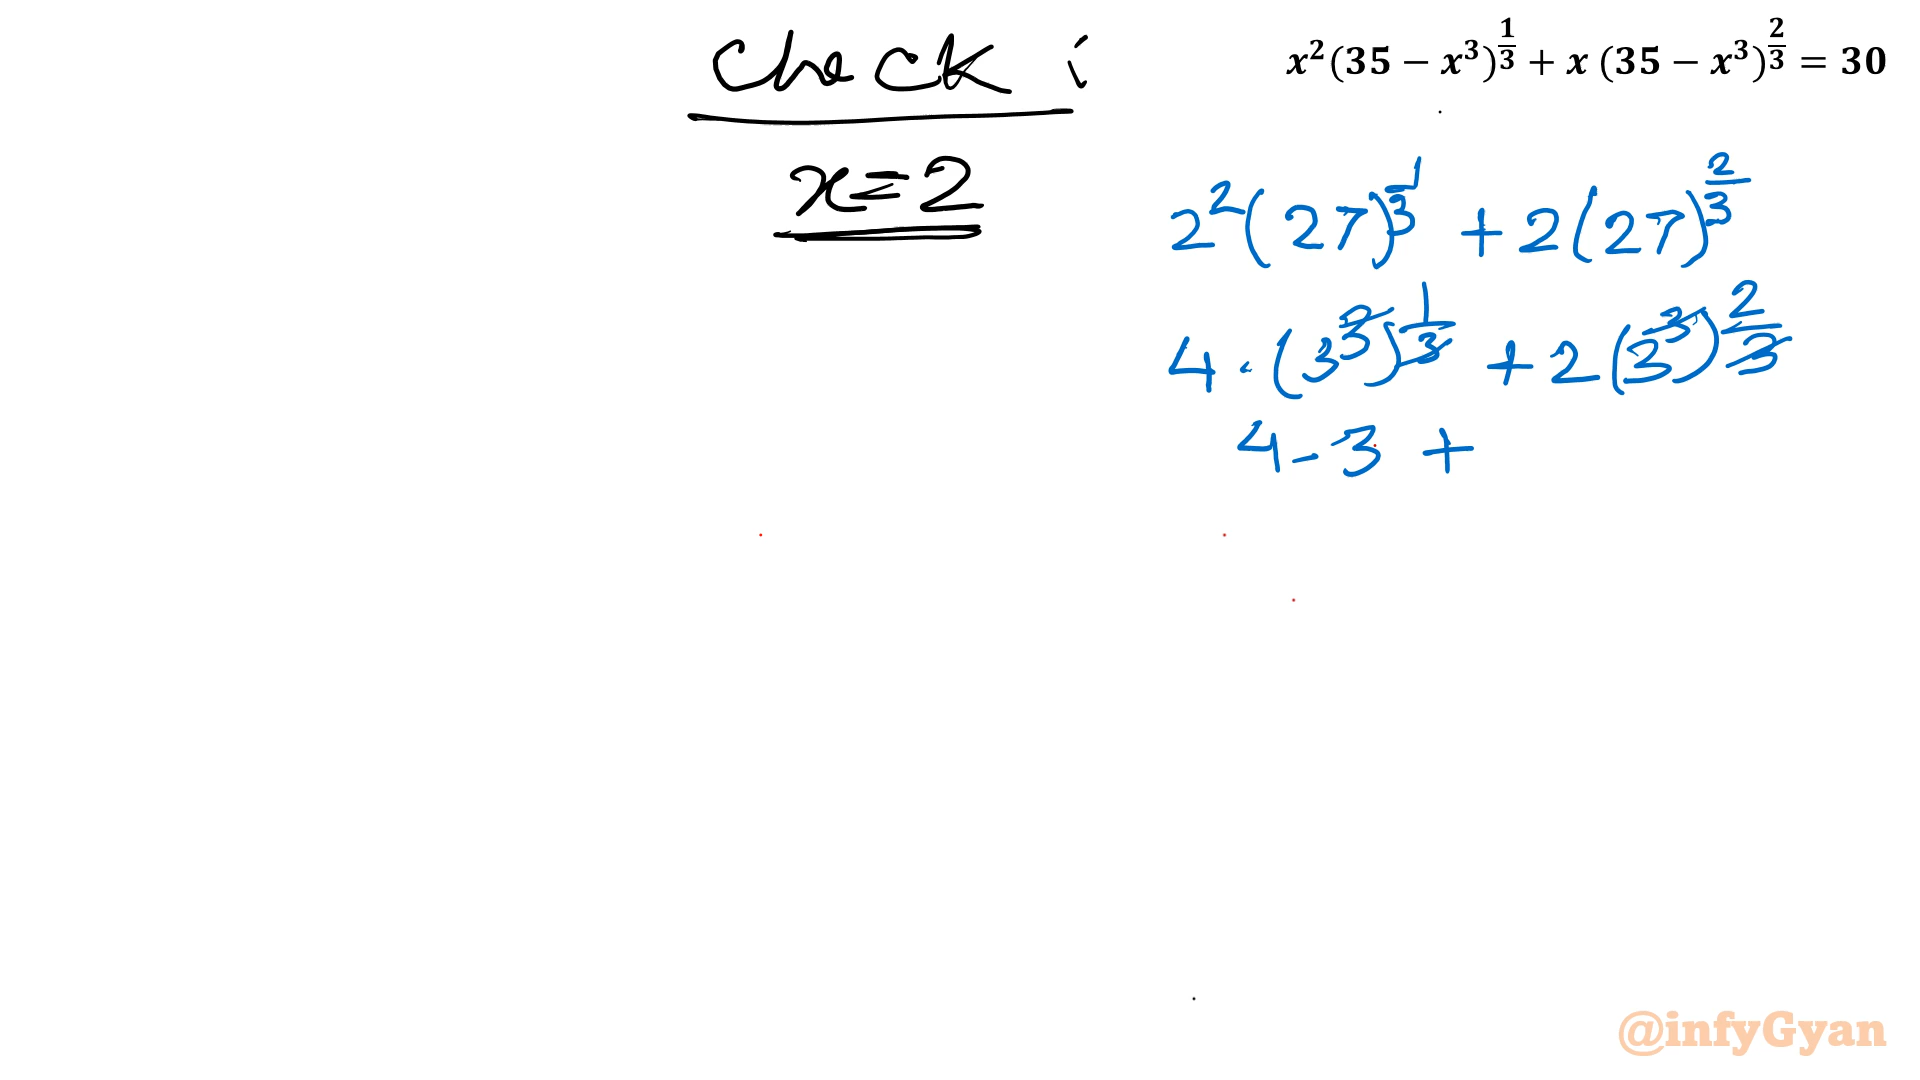 Check :
x² (35 − x³)^{1/3} + x (35 − x³)^{2/3} = 30
x = 2
2² (27)^{1/3} + 2 (27)^{2/3}
4 · (3³)^{1/3} + 2 (3³)^{2/3}
4 - 3 +
@infyGyan